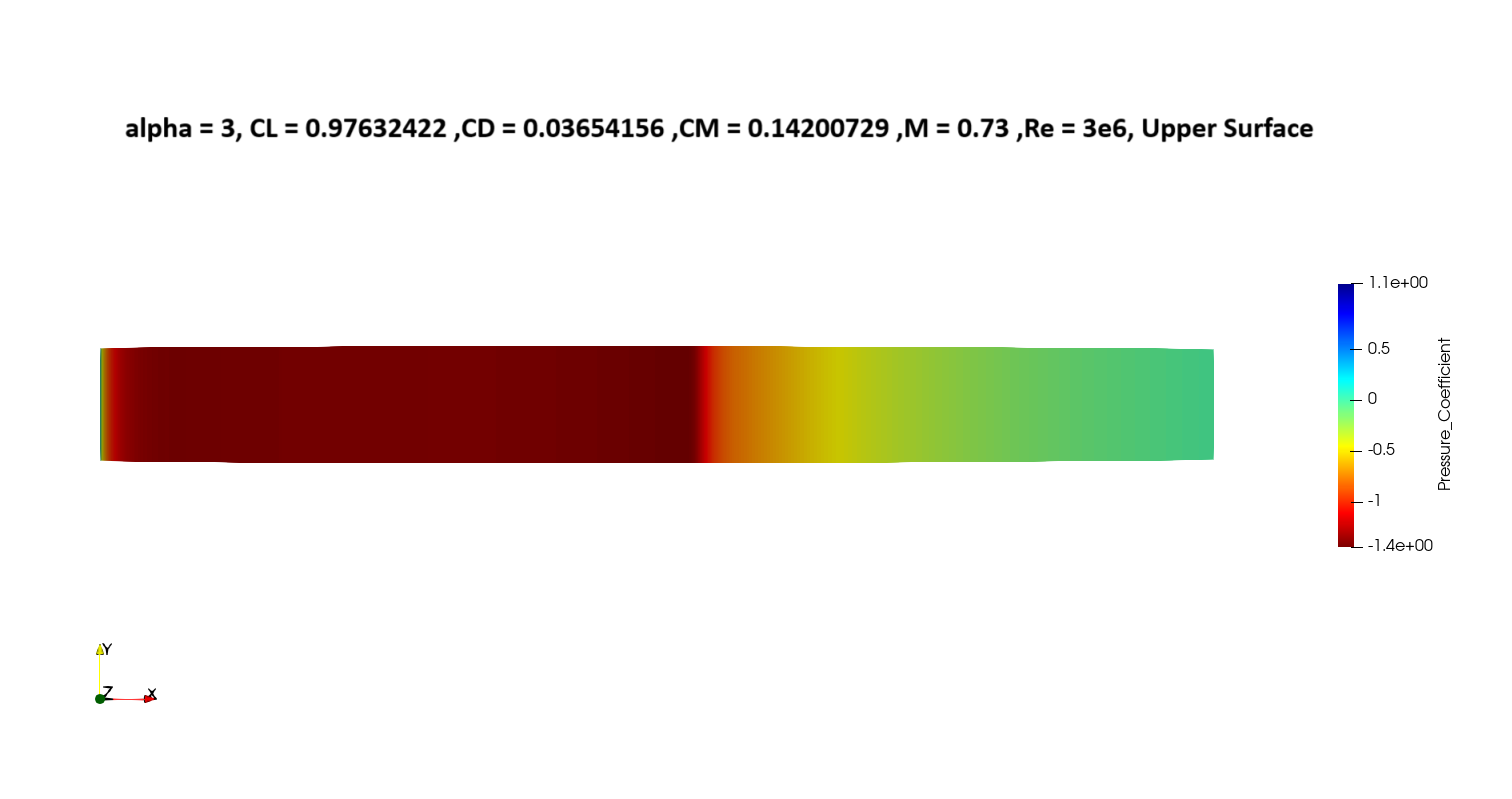 alpha = 3, CL = 0.97632422 ,CD = 0.03654156 ,CM = 0.14200729 ,M = 0.73 ,Re = 3e6, Upper Surface
1.1e+00
0.5
0
-0.5
-1
-1.4e+00
Pressure_Coefficient
Y
Z
X